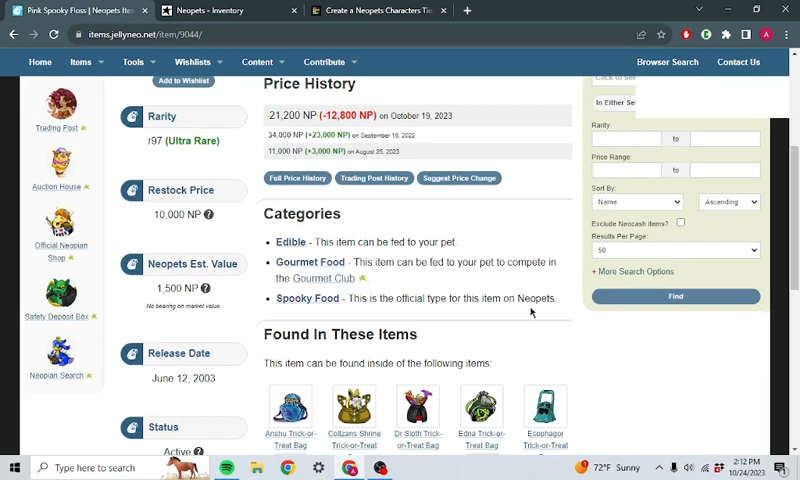 Pink Spooky Floss | Neopets Item
Neopets - Inventory
Create a Neopets Characters Tie
items.jellyneo.net/item/9044/
Home
Items
Tools
Wishlists
Content
Contribute
Browser Search
Contact Us
Trading Post
Auction House
Official Neopian
Shop
Safety Deposit Box
Neopian Search
Add to Wishlist
Rarity
r97 (Ultra Rare)
Restock Price
10,000 NP
Neopets Est. Value
1,500 NP
No bearing on market value.
Release Date
June 12, 2003
Status
Active
Price History
21,200 NP (-12,800 NP) on October 19, 2023
34,000 NP (+23,000 NP) on September 16, 2023
11,000 NP (+3,000 NP) on August 25, 2023
Full Price History
Trading Post History
Suggest Price Change
Categories
Edible - This item can be fed to your pet.
Gourmet Food - This item can be fed to your pet to compete in
the Gourmet Club
Spooky Food - This is the official type for this item on Neopets.
Found In These Items
This item can be found inside of the following items:
Anshu Trick-or-
Treat Bag
Coltzans Shrine
Trick-or-Treat
Dr Sloth Trick-
or-Treat Bag
Edna Trick-or-
Treat Bag
Esophagor
Trick-or-Treat
In Either Se
Rarity:
to
Price Range:
to
Sort By:
Name
Ascending
Exclude Neocash items?
Results Per Page:
50
+ More Search Options
Find
Type here to search
72°F Sunny
2:12 PM
10/24/2023